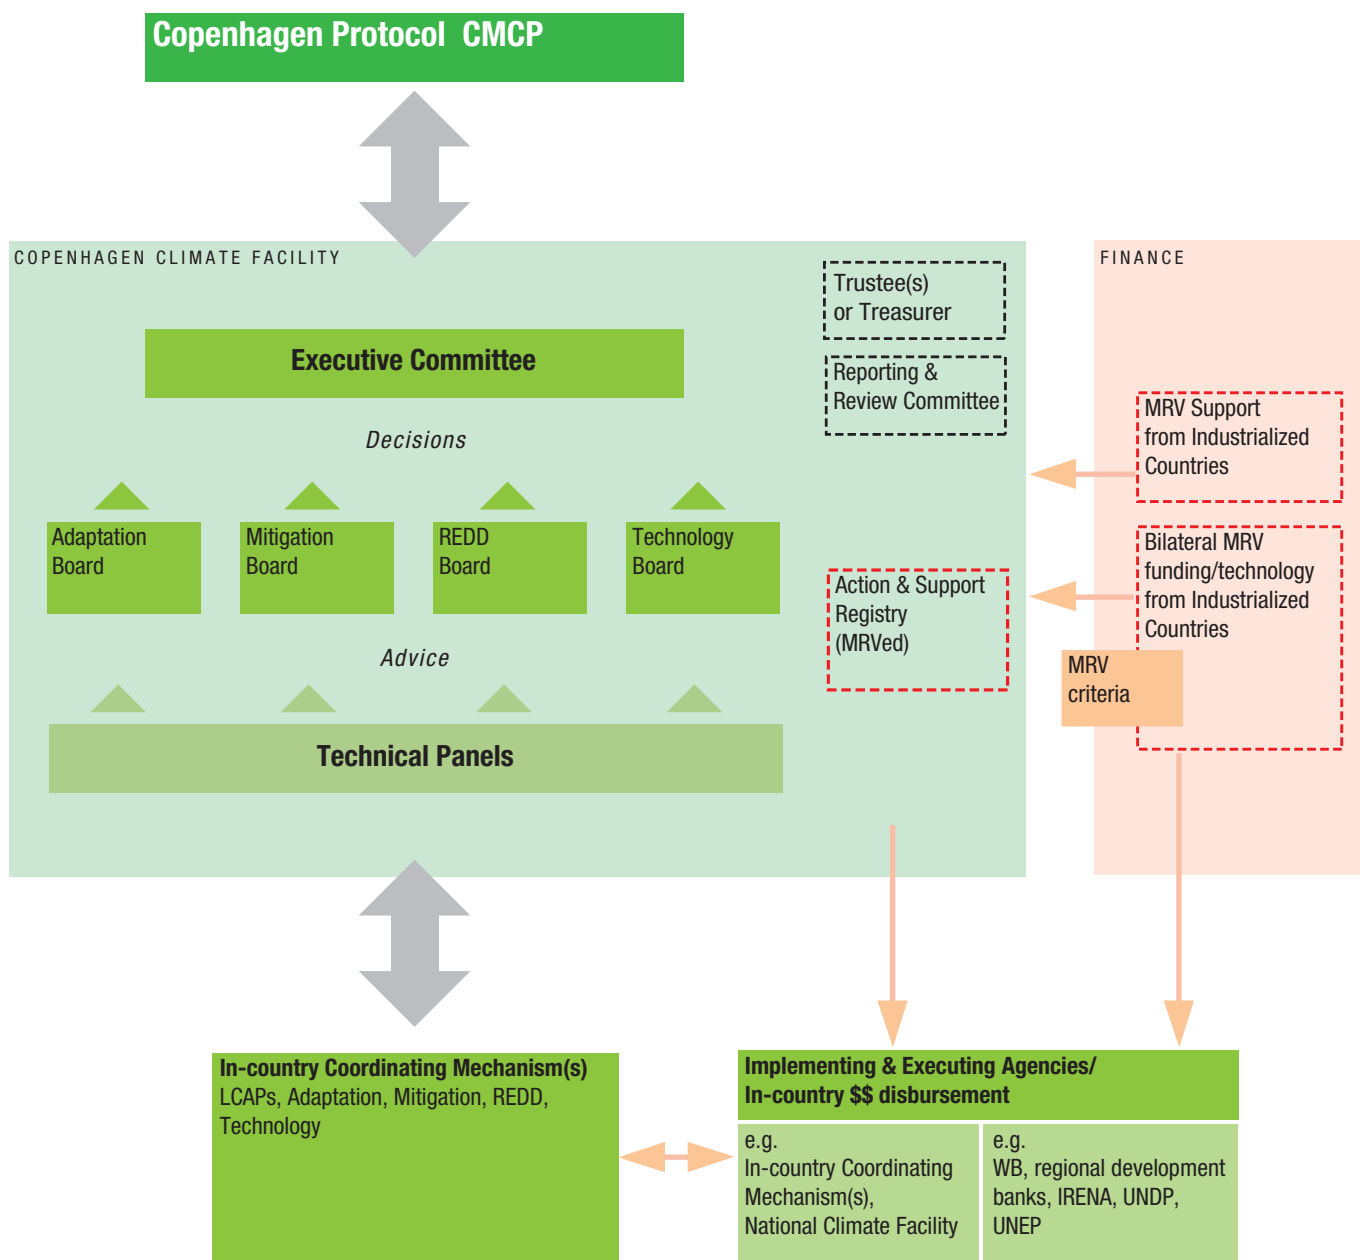 Copenhagen Protocol CMCP
COPENHAGEN CLIMATE FACILITY
Executive Committee
Decisions
Adaptation
Board
Mitigation
Board
REDD
Board
Technology
Board
Advice
Technical Panels
Trustee(s)
or Treasurer
Reporting &
Review Committee
Action & Support
Registry
(MRVed)
FINANCE
MRV Support
from Industrialized
Countries
Bilateral MRV
funding/technology
from Industrialized
Countries
MRV
criteria
In-country Coordinating Mechanism(s)
LCAPs, Adaptation, Mitigation, REDD,
Technology
Implementing & Executing Agencies/
In-country $$ disbursement
e.g.
In-country Coordinating
Mechanism(s),
National Climate Facility
e.g.
WB, regional development
banks, IRENA, UNDP,
UNEP